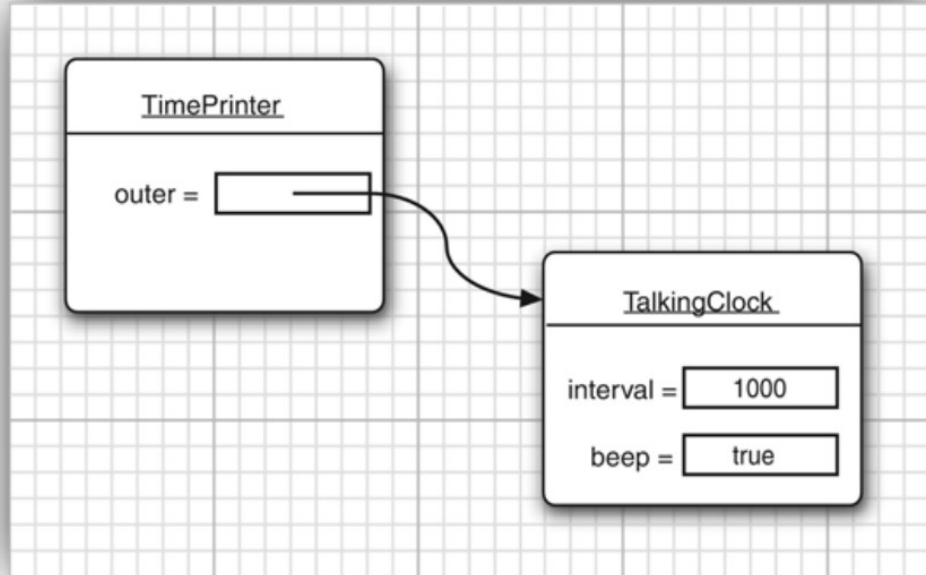 TimePrinter
outer =
TalkingClock
interval = 1000
beep = true